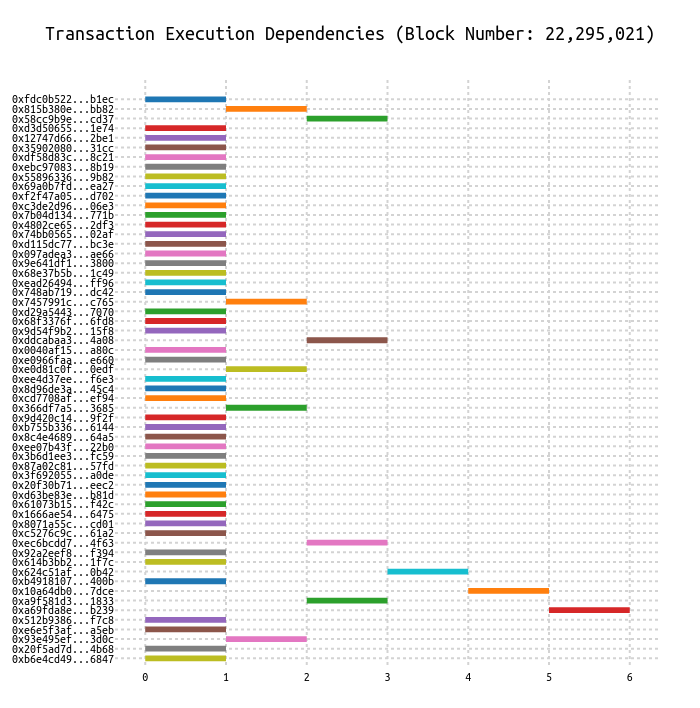 Transaction Execution Dependencies (Block Number: 22,295,021)
0xfdc0b522...b1ec
0x815b380e...bb82
0x58cc9b9e...cd37
0xd3d50655...1e74
0x12747d66...2be1
0x35902080...31cc
0xdf58d83c...8c21
0xebc97083...8b19
0x55896336...9b82
0x69a0b7fd...ea27
0xf2f47a05...d702
0xc3de2d96...06e3
0x7b04d134...771b
0x4802ce65...2df3
0x74bb0565...02af
0xd115dc77...bc3e
0x097adea3...ae66
0x9e641df1...3800
0x68e37b5b...1c49
0xead26494...ff96
0x748ab719...dc42
0x7457991c...c765
0xd29a5443...7070
0x68f3376f...6fd8
0x9d54f9b2...15f8
0xddcabaa3...4a08
0x0040af15...a80c
0xe0966faa...e660
0xe0d81c0f...0edf
0xee4d37ee...f6e3
0x8d96de3a...45c4
0xcd7708af...ef94
0x366df7a5...3685
0x9d420c14...9f2f
0xb755b336...6144
0x8c4e4689...64a5
0xee07b43f...22b0
0x3b6d1ee3...fc59
0x87a02c81...57fd
0x3f692055...a0de
0x20f30b71...eec2
0xd63be83e...b81d
0x61073b15...f42c
0x1666ae54...6475
0x8071a55c...cd01
0xc5276c9c...61a2
0xec6bcdd7...4f63
0x92a2eef8...f394
0x614b3bb2...1f7c
0x624c51af...0b42
0xb4918107...400b
0x10a64db0...7dce
0xa9f581d3...1833
0xa69fda8e...b239
0x512b9386...f7c8
0xe6e5f3af...a5eb
0x93e495ef...3d0c
0x20f5ad7d...4b68
0xb6e4cd49...6847
0 1 2 3 4 5 6